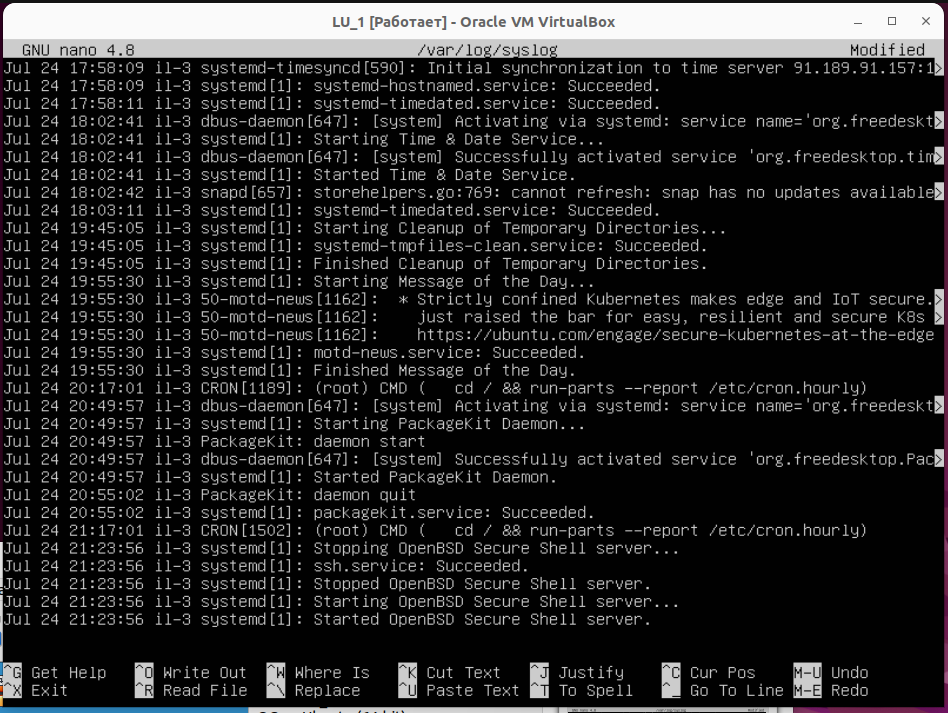 LU_1 [Работает] - Oracle VM VirtualBox
GNU nano 4.8 /var/log/syslog Modified
Jul 24 17:58:09 il-3 systemd-timesyncd[590]: Initial synchronization to time server 91.189.91.157:1>
Jul 24 17:58:09 il-3 systemd[1]: systemd-hostnamed.service: Succeeded.
Jul 24 17:58:11 il-3 systemd[1]: systemd-timedated.service: Succeeded.
Jul 24 18:02:41 il-3 dbus-daemon[647]: [system] Activating via systemd: service name='org.freedeskt>
Jul 24 18:02:41 il-3 systemd[1]: Starting Time & Date Service...
Jul 24 18:02:41 il-3 dbus-daemon[647]: [system] Successfully activated service 'org.freedesktop.tim>
Jul 24 18:02:41 il-3 systemd[1]: Started Time & Date Service.
Jul 24 18:02:42 il-3 snapd[657]: storehelpers.go:769: cannot refresh: snap has no updates available>
Jul 24 18:03:11 il-3 systemd[1]: systemd-timedated.service: Succeeded.
Jul 24 19:45:05 il-3 systemd[1]: Starting Cleanup of Temporary Directories...
Jul 24 19:45:05 il-3 systemd[1]: systemd-tmpfiles-clean.service: Succeeded.
Jul 24 19:45:05 il-3 systemd[1]: Finished Cleanup of Temporary Directories.
Jul 24 19:55:30 il-3 systemd[1]: Starting Message of the Day...
Jul 24 19:55:30 il-3 50-motd-news[1162]:  * Strictly confined Kubernetes makes edge and IoT secure.>
Jul 24 19:55:30 il-3 50-motd-news[1162]:    just raised the bar for easy, resilient and secure K8s >
Jul 24 19:55:30 il-3 50-motd-news[1162]:    https://ubuntu.com/engage/secure-kubernetes-at-the-edge
Jul 24 19:55:30 il-3 systemd[1]: motd-news.service: Succeeded.
Jul 24 19:55:30 il-3 systemd[1]: Finished Message of the Day.
Jul 24 20:17:01 il-3 CRON[1189]: (root) CMD (   cd / && run-parts --report /etc/cron.hourly)
Jul 24 20:49:57 il-3 dbus-daemon[647]: [system] Activating via systemd: service name='org.freedeskt>
Jul 24 20:49:57 il-3 systemd[1]: Starting PackageKit Daemon...
Jul 24 20:49:57 il-3 PackageKit: daemon start
Jul 24 20:49:57 il-3 dbus-daemon[647]: [system] Successfully activated service 'org.freedesktop.Pac>
Jul 24 20:49:57 il-3 systemd[1]: Started PackageKit Daemon.
Jul 24 20:55:02 il-3 PackageKit: daemon quit
Jul 24 20:55:02 il-3 systemd[1]: packagekit.service: Succeeded.
Jul 24 21:17:01 il-3 CRON[1502]: (root) CMD (   cd / && run-parts --report /etc/cron.hourly)
Jul 24 21:23:56 il-3 systemd[1]: Stopping OpenBSD Secure Shell server...
Jul 24 21:23:56 il-3 systemd[1]: ssh.service: Succeeded.
Jul 24 21:23:56 il-3 systemd[1]: Stopped OpenBSD Secure Shell server.
Jul 24 21:23:56 il-3 systemd[1]: Starting OpenBSD Secure Shell server...
Jul 24 21:23:56 il-3 systemd[1]: Started OpenBSD Secure Shell server.
^G Get Help ^O Write Out ^W Where Is ^K Cut Text ^J Justify ^C Cur Pos M-U Undo
^X Exit ^R Read File ^\ Replace ^U Paste Text ^T To Spell ^_ Go To Line M-E Redo